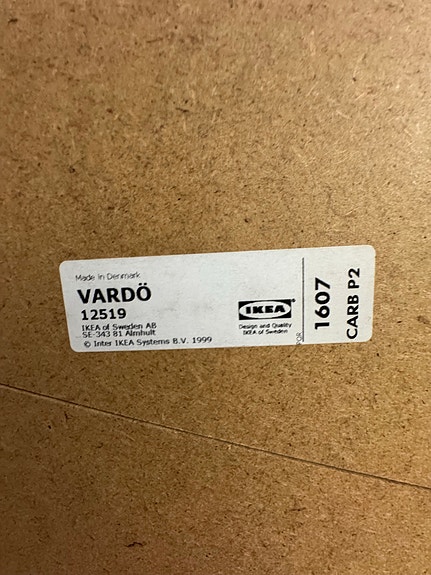 Made in Denmark
VARDÖ
12519
IKEA of Sweden AB
SE-343 81 Älmhult
© Inter IKEA Systems B.V. 1999
IKEA®
Design and Quality
IKEA of Sweden
1607
CARB P2